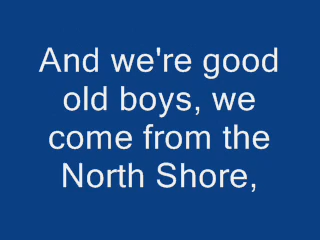 And we're good
old boys, we
come from the
North Shore,